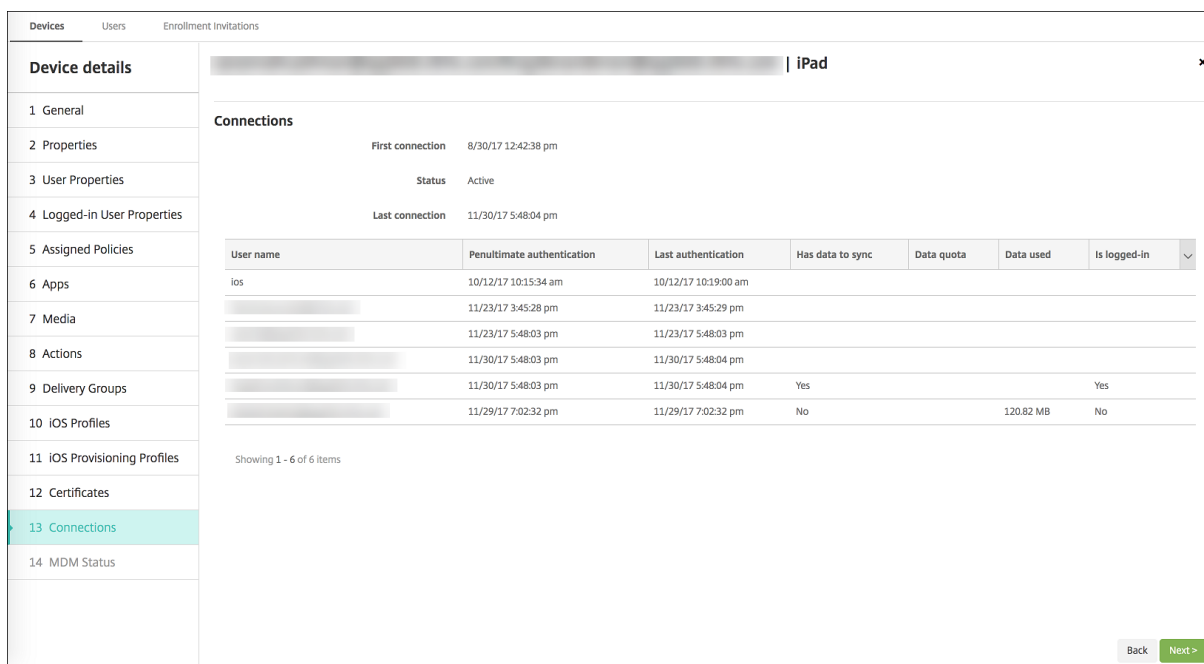 Devices Users Enrollment Invitations
Device details
| iPad
1 General
2 Properties
3 User Properties
4 Logged-in User Properties
5 Assigned Policies
6 Apps
7 Media
8 Actions
9 Delivery Groups
10 iOS Profiles
11 iOS Provisioning Profiles
12 Certificates
13 Connections
14 MDM Status
Connections
First connection 8/30/17 12:42:38 pm
Status Active
Last connection 11/30/17 5:48:04 pm
User name Penultimate authentication Last authentication Has data to sync Data quota Data used Is logged-in
ios 10/12/17 10:15:34 am 10/12/17 10:19:00 am
11/23/17 3:45:28 pm 11/23/17 3:45:29 pm
11/23/17 5:48:03 pm 11/23/17 5:48:03 pm
11/30/17 5:48:03 pm 11/30/17 5:48:04 pm
11/30/17 5:48:03 pm 11/30/17 5:48:04 pm Yes Yes
11/29/17 7:02:32 pm 11/29/17 7:02:32 pm No 120.82 MB No
Showing 1 - 6 of 6 items
Back Next >